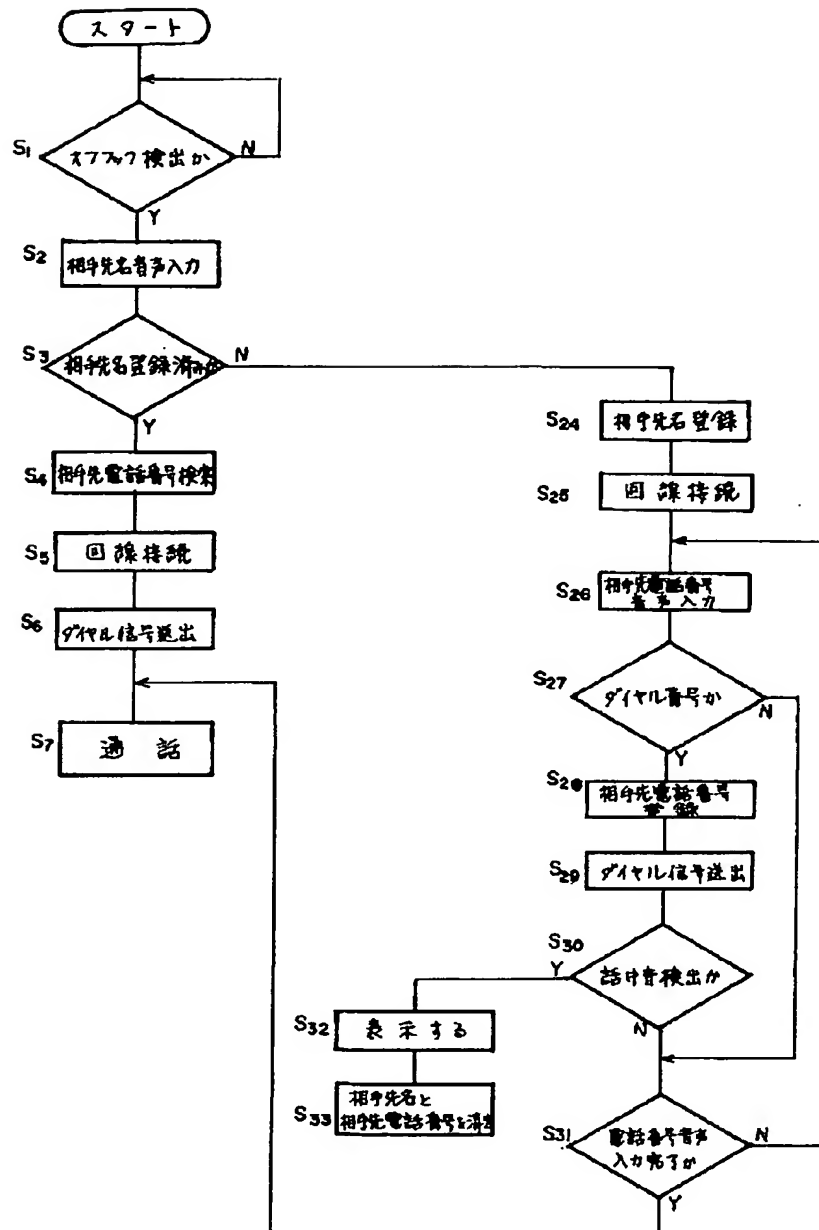 スタート
S1
オフフック検出か
N
Y
S2
相手先名音声入力
S3
相手先名登録済みか
N
Y
S4
相手先電話番号検索
S5
回線接続
S6
ダイヤル信号送出
S7
通話
S24
相手先名登録
S25
回線接続
S26
相手先電話番号
音声入力
S27
ダイヤル番号か
N
Y
S28
相手先電話番号
登録
S29
ダイヤル信号送出
S30
Y
話中音検出か
N
S32
表示する
S33
相手先名と
相手先電話番号を消去
S31
電話番号音声
入力完了か
N
Y